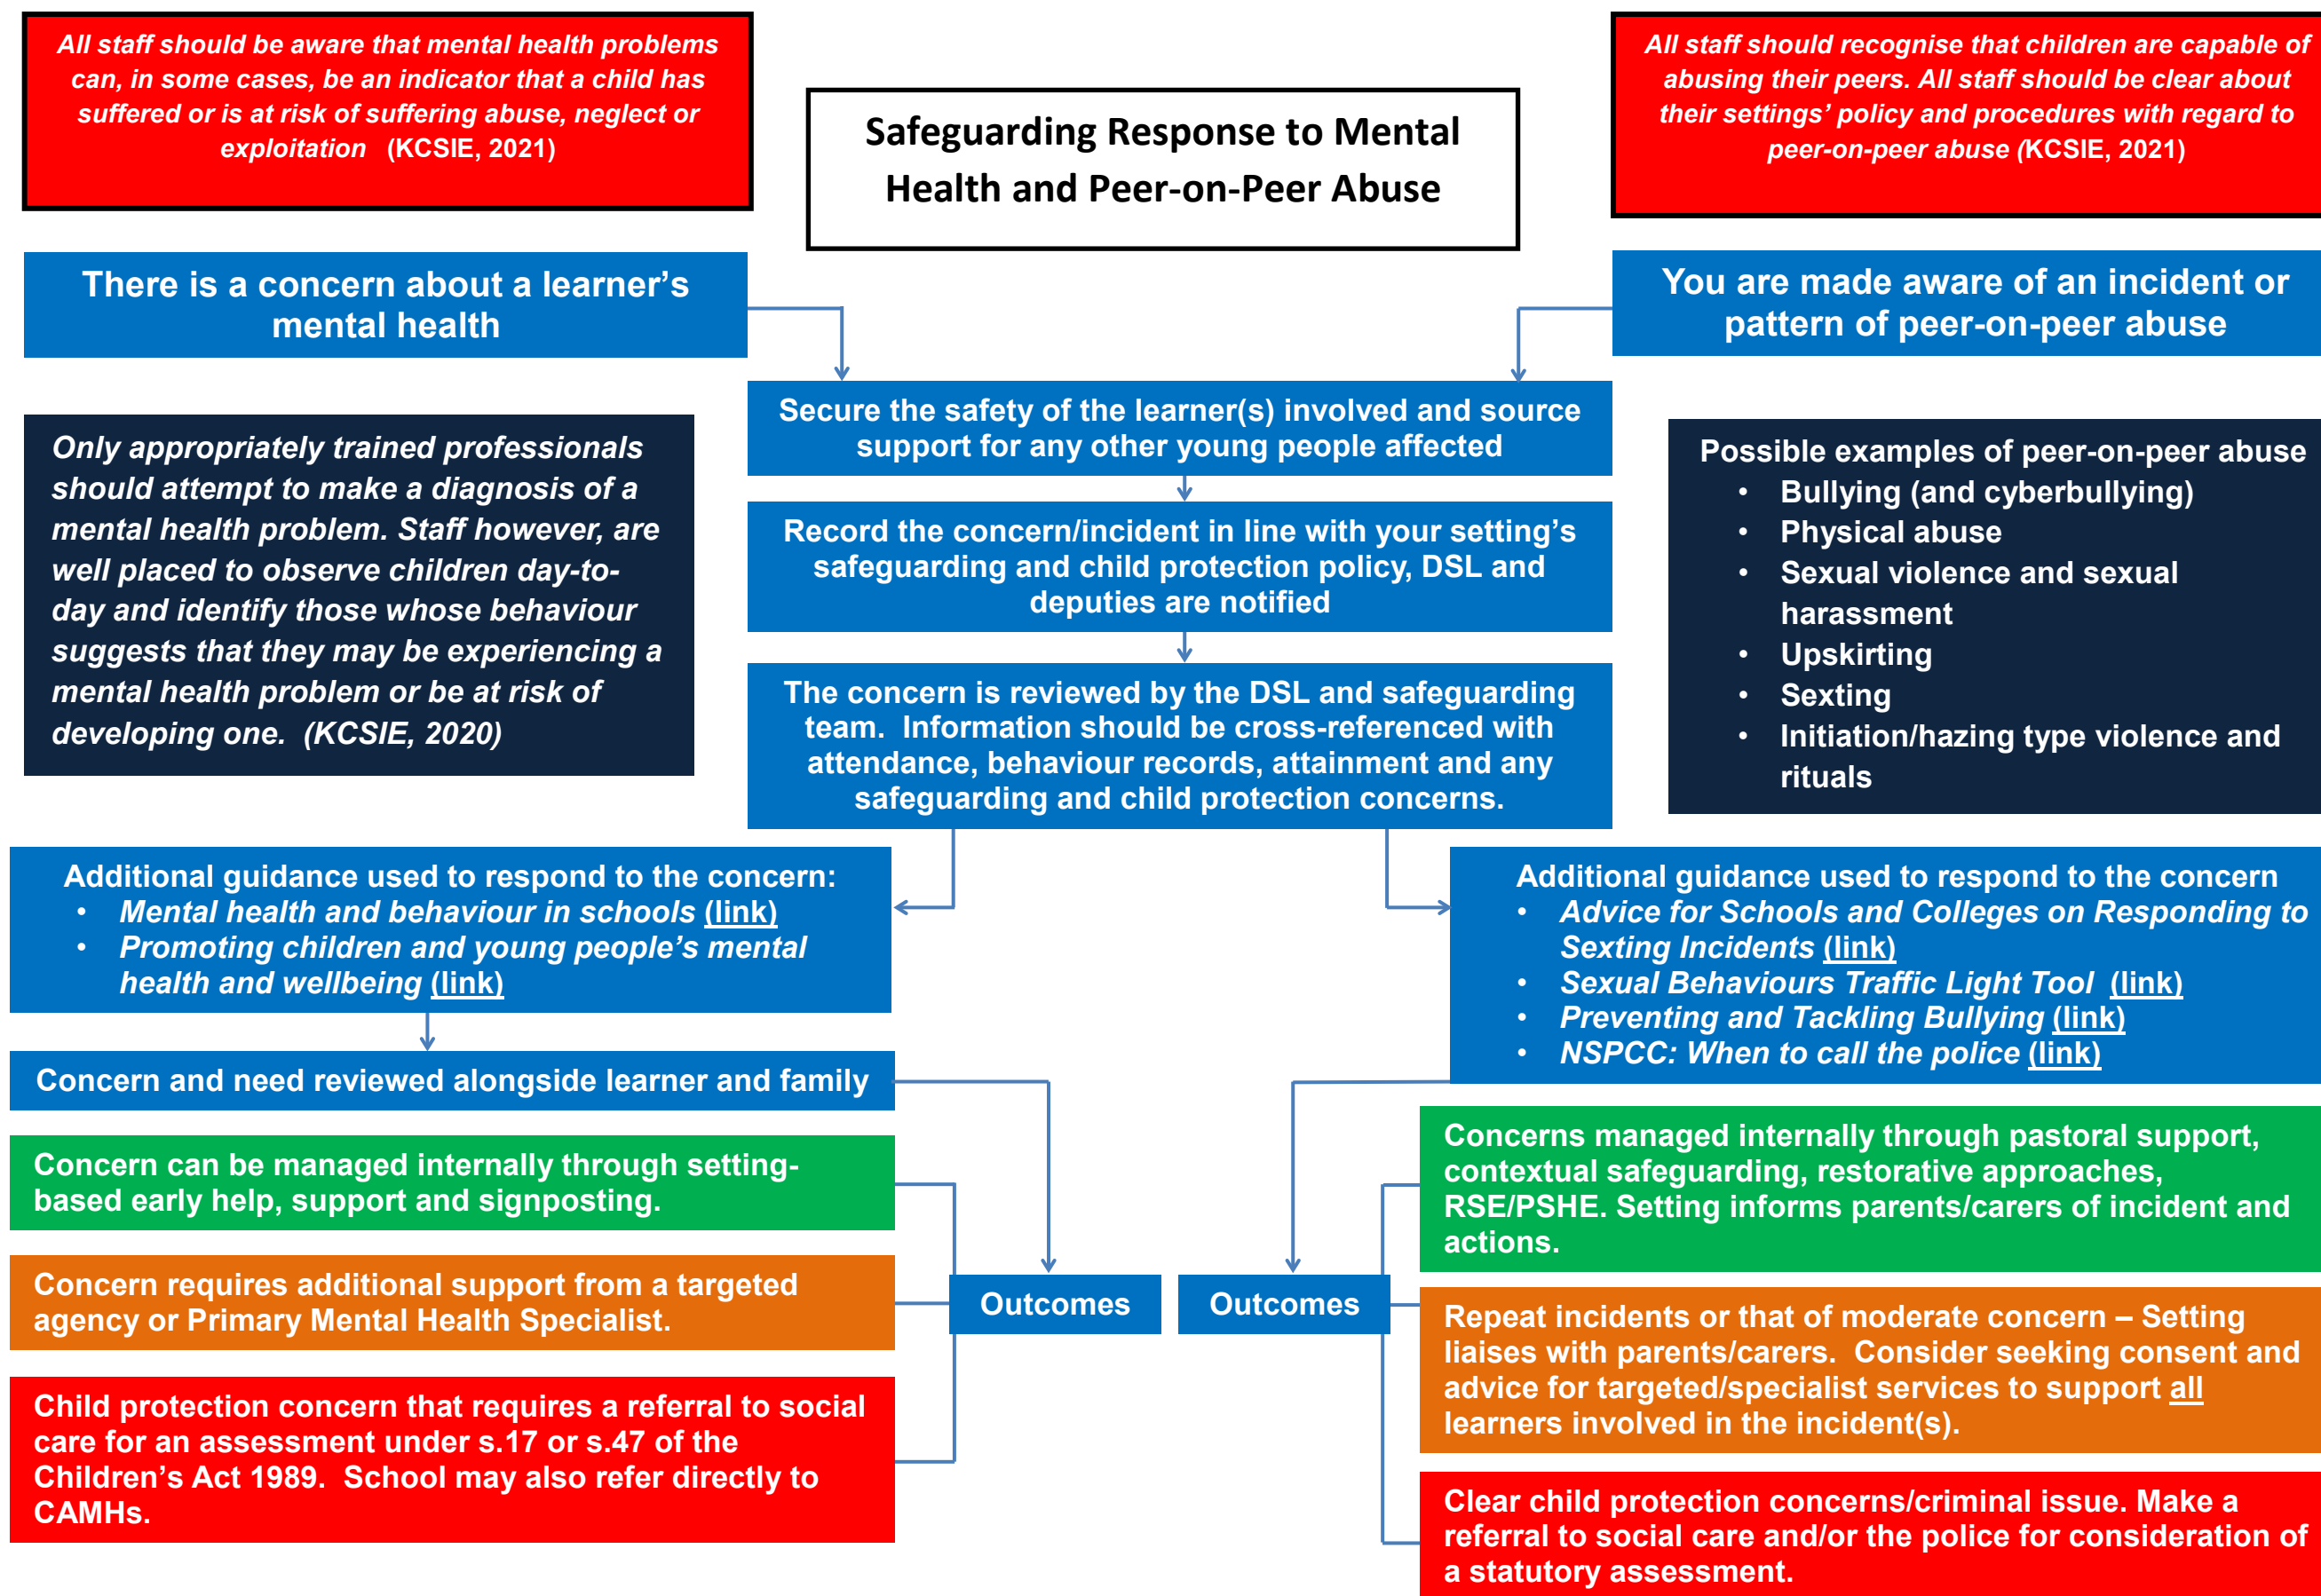 All staff should be aware that mental health problems
can, in some cases, be an indicator that a child has
suffered or is at risk of suffering abuse, neglect or
exploitation (KCSIE, 2021)
Safeguarding Response to Mental
Health and Peer-on-Peer Abuse
All staff should recognise that children are capable of
abusing their peers. All staff should be clear about
their settings’ policy and procedures with regard to
peer-on-peer abuse (KCSIE, 2021)
There is a concern about a learner’s
mental health
You are made aware of an incident or
pattern of peer-on-peer abuse
Secure the safety of the learner(s) involved and source
support for any other young people affected
Only appropriately trained professionals
should attempt to make a diagnosis of a
mental health problem. Staff however, are
well placed to observe children day-to-
day and identify those whose behaviour
suggests that they may be experiencing a
mental health problem or be at risk of
developing one. (KCSIE, 2020)
Record the concern/incident in line with your setting’s
safeguarding and child protection policy, DSL and
deputies are notified
Possible examples of peer-on-peer abuse
• Bullying (and cyberbullying)
• Physical abuse
• Sexual violence and sexual
harassment
• Upskirting
• Sexting
• Initiation/hazing type violence and
rituals
The concern is reviewed by the DSL and safeguarding
team. Information should be cross-referenced with
attendance, behaviour records, attainment and any
safeguarding and child protection concerns.
Additional guidance used to respond to the concern:
• Mental health and behaviour in schools (link)
• Promoting children and young people’s mental
health and wellbeing (link)
Additional guidance used to respond to the concern
• Advice for Schools and Colleges on Responding to
Sexting Incidents (link)
• Sexual Behaviours Traffic Light Tool (link)
• Preventing and Tackling Bullying (link)
• NSPCC: When to call the police (link)
Concern and need reviewed alongside learner and family
Concern can be managed internally through setting-
based early help, support and signposting.
Concern requires additional support from a targeted
agency or Primary Mental Health Specialist.
Child protection concern that requires a referral to social
care for an assessment under s.17 or s.47 of the
Children’s Act 1989. School may also refer directly to
CAMHs.
Outcomes
Outcomes
Concerns managed internally through pastoral support,
contextual safeguarding, restorative approaches,
RSE/PSHE. Setting informs parents/carers of incident and
actions.
Repeat incidents or that of moderate concern – Setting
liaises with parents/carers. Consider seeking consent and
advice for targeted/specialist services to support all
learners involved in the incident(s).
Clear child protection concerns/criminal issue. Make a
referral to social care and/or the police for consideration of
a statutory assessment.